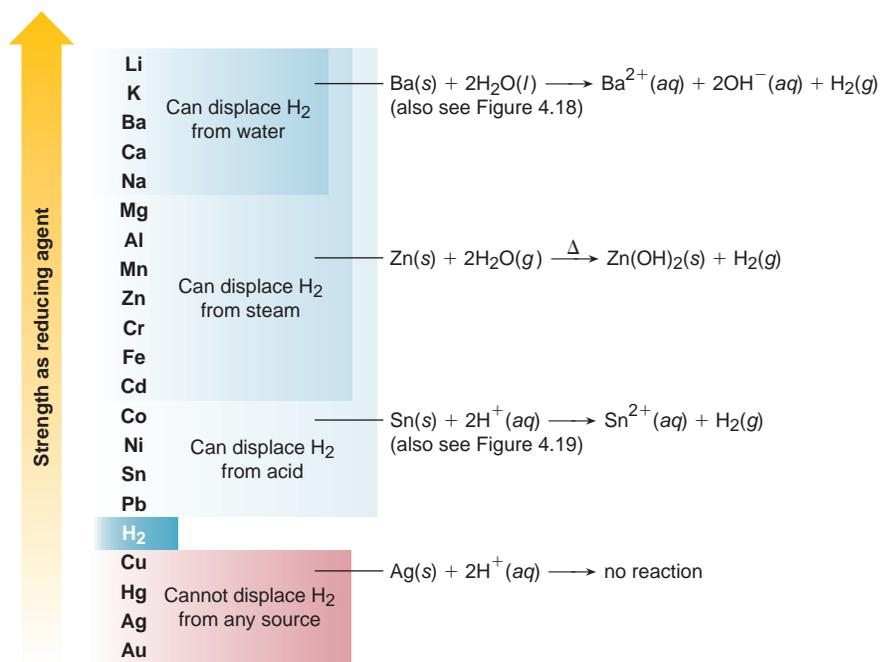 Strength as reducing agent
Li
K
Ba
Ca
Na
Can displace H₂
from water
Ba(s) + 2H₂O(l) ⟶ Ba²⁺(aq) + 2OH⁻(aq) + H₂(g)
(also see Figure 4.18)
Mg
Al
Mn
Zn
Cr
Fe
Cd
Can displace H₂
from steam
Zn(s) + 2H₂O(g) ⟶ Δ Zn(OH)₂(s) + H₂(g)
Co
Ni
Sn
Pb
Can displace H₂
from acid
Sn(s) + 2H⁺(aq) ⟶ Sn²⁺(aq) + H₂(g)
(also see Figure 4.19)
H₂
Cu
Hg
Ag
Au
Cannot displace H₂
from any source
Ag(s) + 2H⁺(aq) ⟶ no reaction